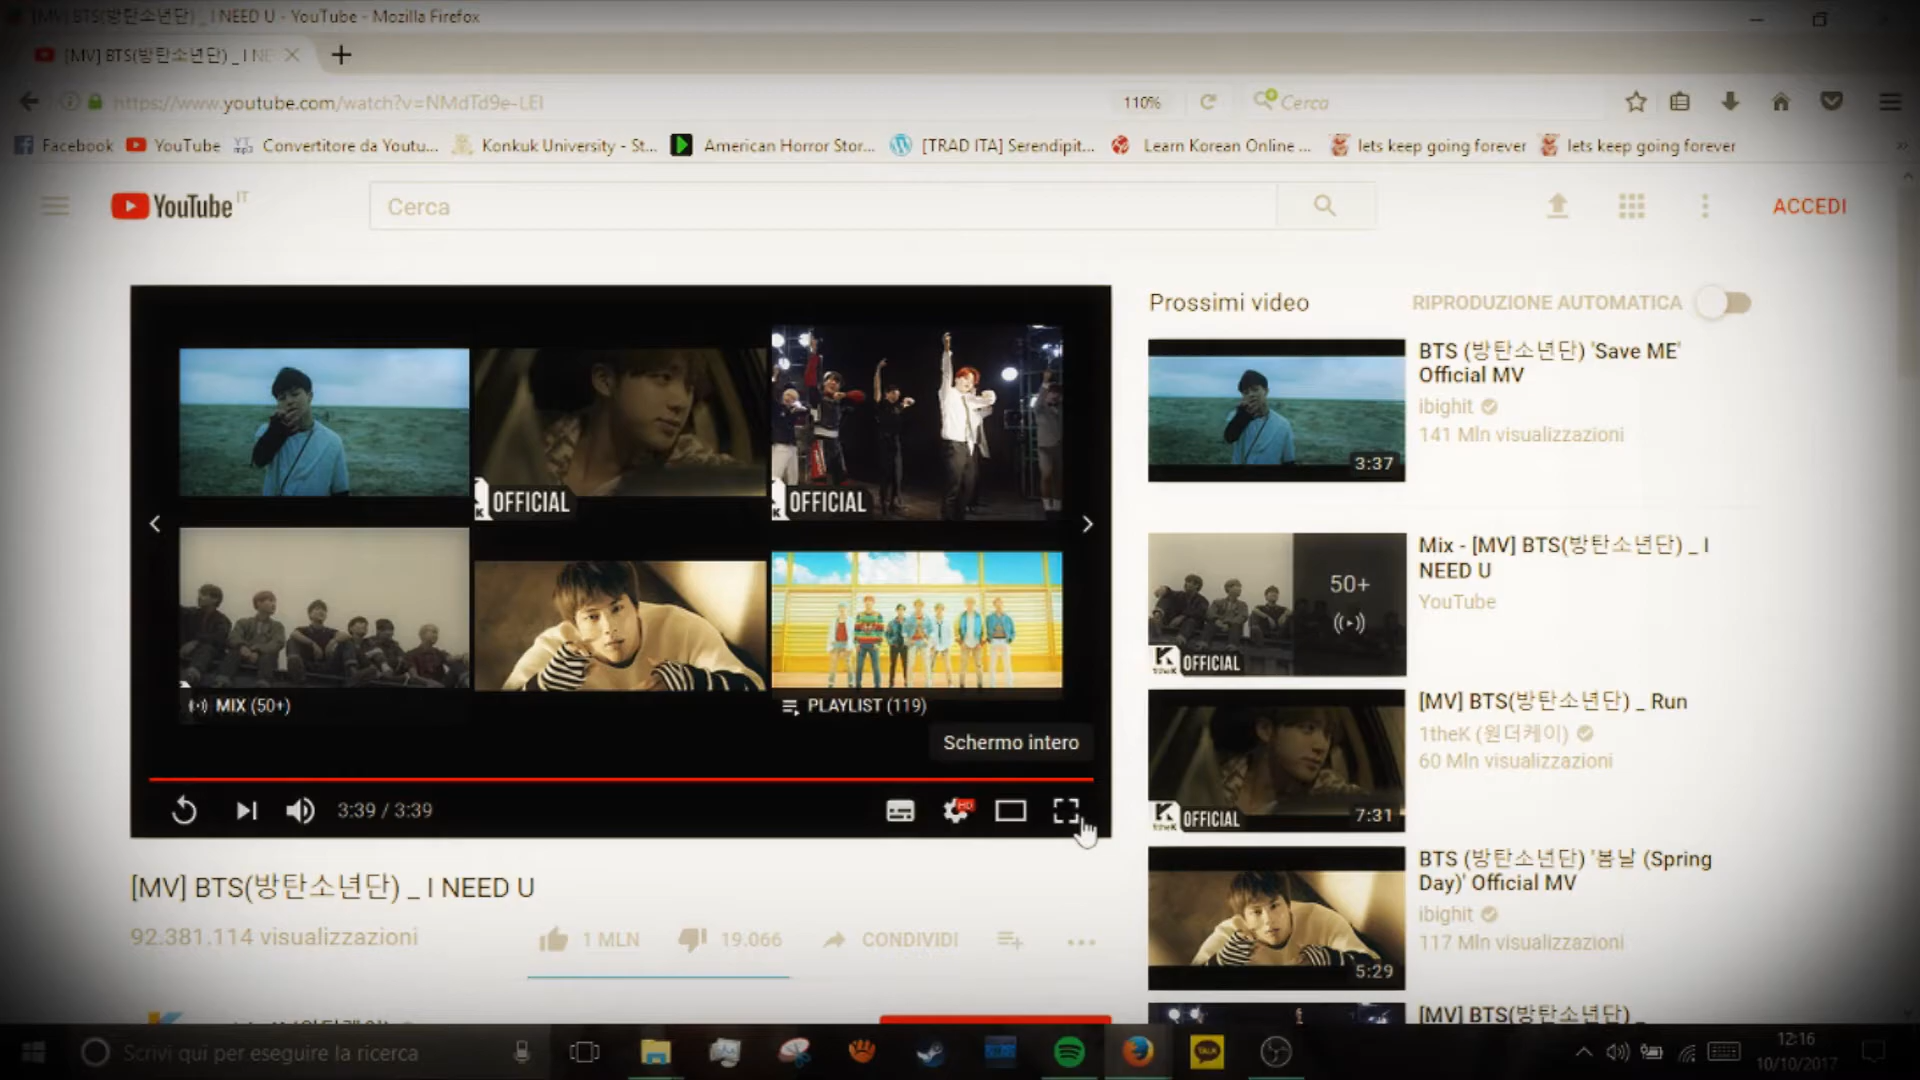 [MV] BTS(방탄소년단) _ I NEED U - YouTube - Mozilla Firefox
[MV] BTS(방탄소년단) _ I NE
https://www.youtube.com/watch?v=NMdTd9e-LEI
110%
Cerca
Facebook
YouTube
Convertitore da Youtu...
Konkuk University - St...
American Horror Stor...
[TRAD ITA] Serendipit...
Learn Korean Online ...
lets keep going forever
lets keep going forever
YouTube IT
Cerca
ACCEDI
OFFICIAL
OFFICIAL
MIX (50+)
PLAYLIST (119)
Schermo intero
3:39 / 3:39
HD
[MV] BTS(방탄소년단) _ I NEED U
92.381.114 visualizzazioni
1 MLN
19.066
CONDIVIDI
Prossimi video
RIPRODUZIONE AUTOMATICA
3:37
BTS (방탄소년단) 'Save ME'
Official MV
ibighit
141 Mln visualizzazioni
50+
K
1theK
OFFICIAL
Mix - [MV] BTS(방탄소년단) _ I
NEED U
YouTube
K
1theK
OFFICIAL
7:31
[MV] BTS(방탄소년단) _ Run
1theK (원더케이)
60 Mln visualizzazioni
5:29
BTS (방탄소년단) '봄날 (Spring
Day)' Official MV
ibighit
117 Mln visualizzazioni
[MV] BTS(방탄소년단) _
Scrivi qui per eseguire la ricerca
TALK
12:16
10/10/2017